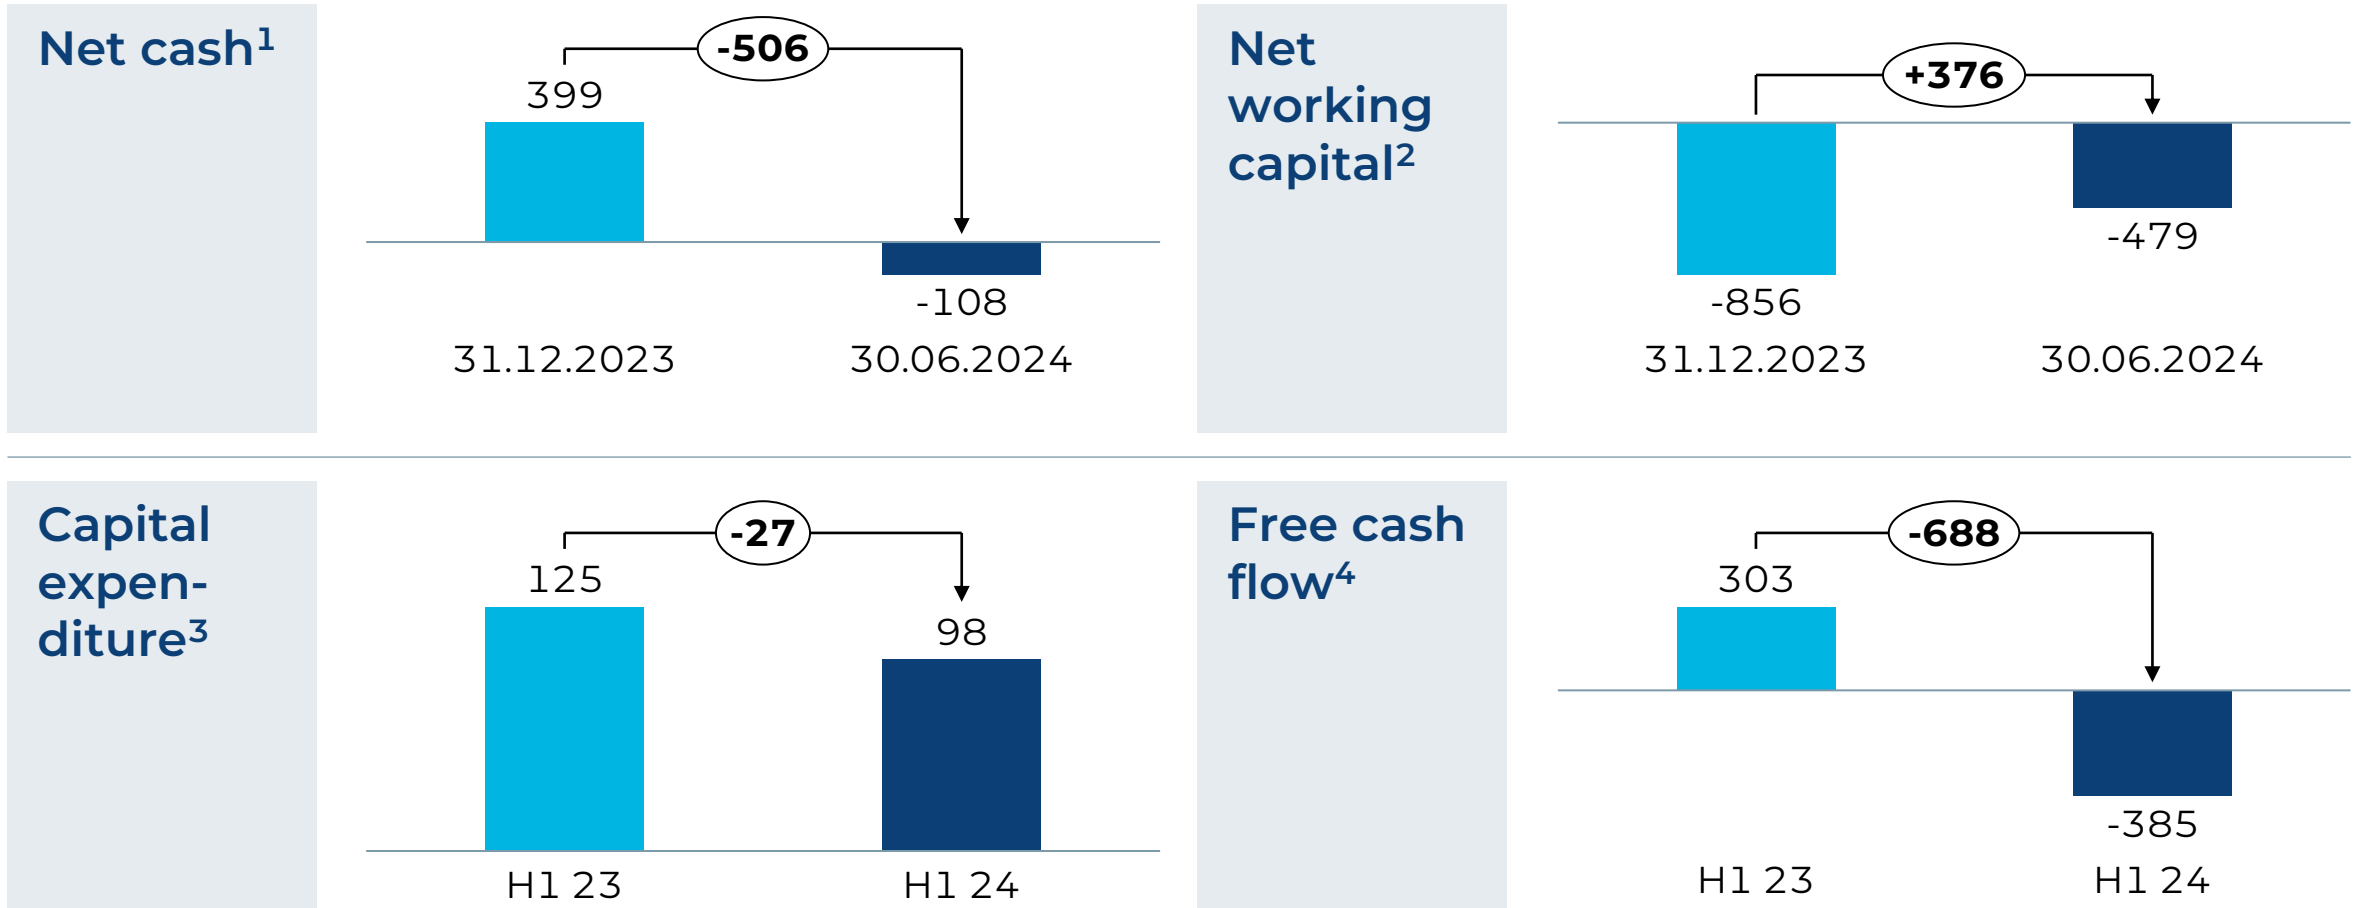 Net cash¹
-506
399
-108
31.12.2023 30.06.2024
Net
working
capital²
+376
-479
-856
31.12.2023 30.06.2024
Capital
expen-
diture³
-27
125
98
H1 23 H1 24
Free cash
flow⁴
-688
303
-385
H1 23 H1 24